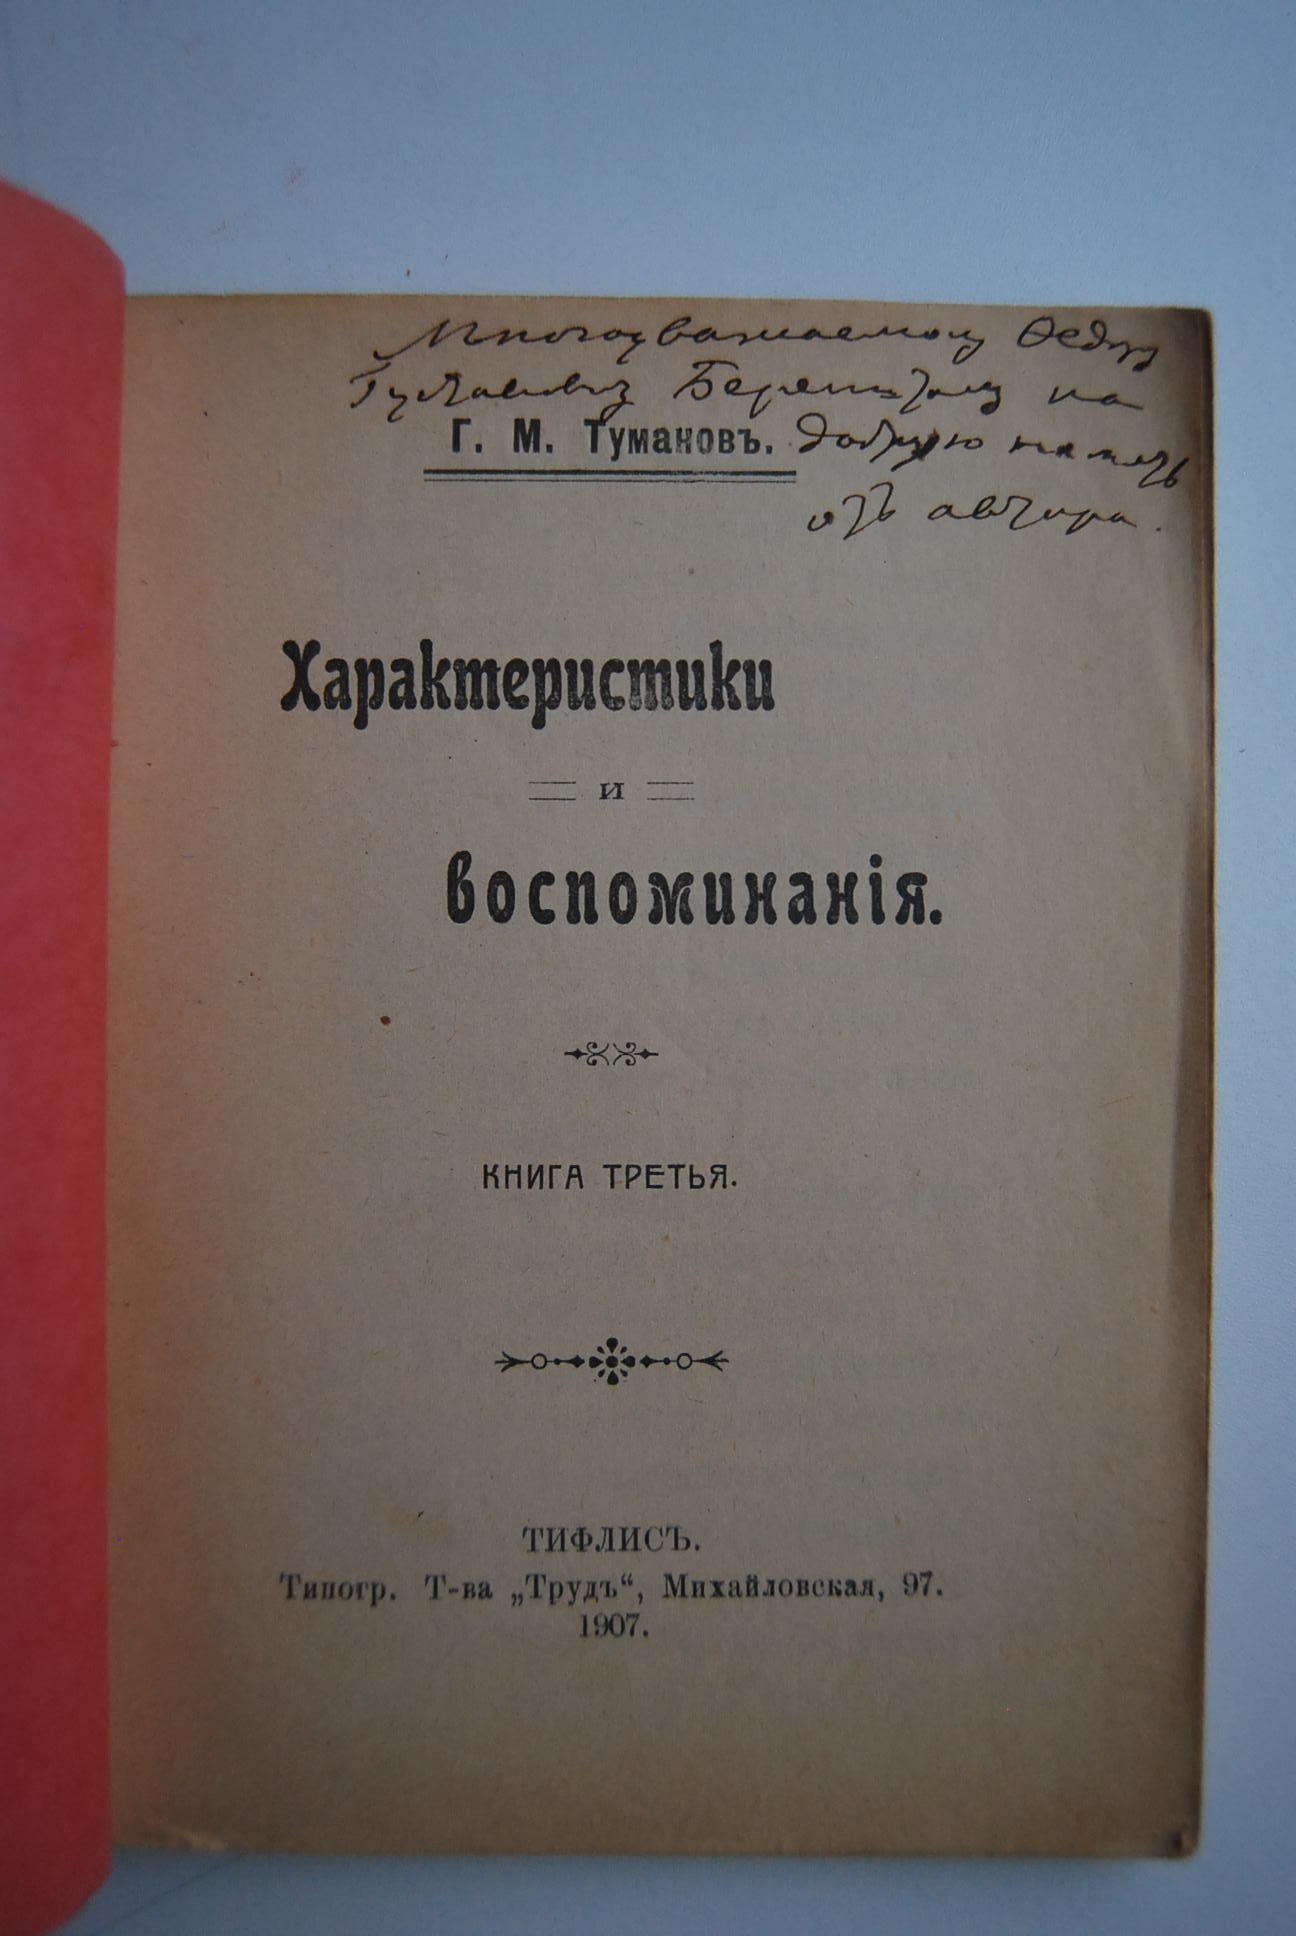 Многоуважаемому Ѳедору
Густавовичу Беренштаму на
Г. М. Тумановъ. добрую память
отъ автора.
Характеристики
и
воспоминанія.
КНИГА ТРЕТЬЯ.
ТИФЛИСЪ.
Типогр. Т-ва „Трудъ“, Михайловская, 97.
1907.